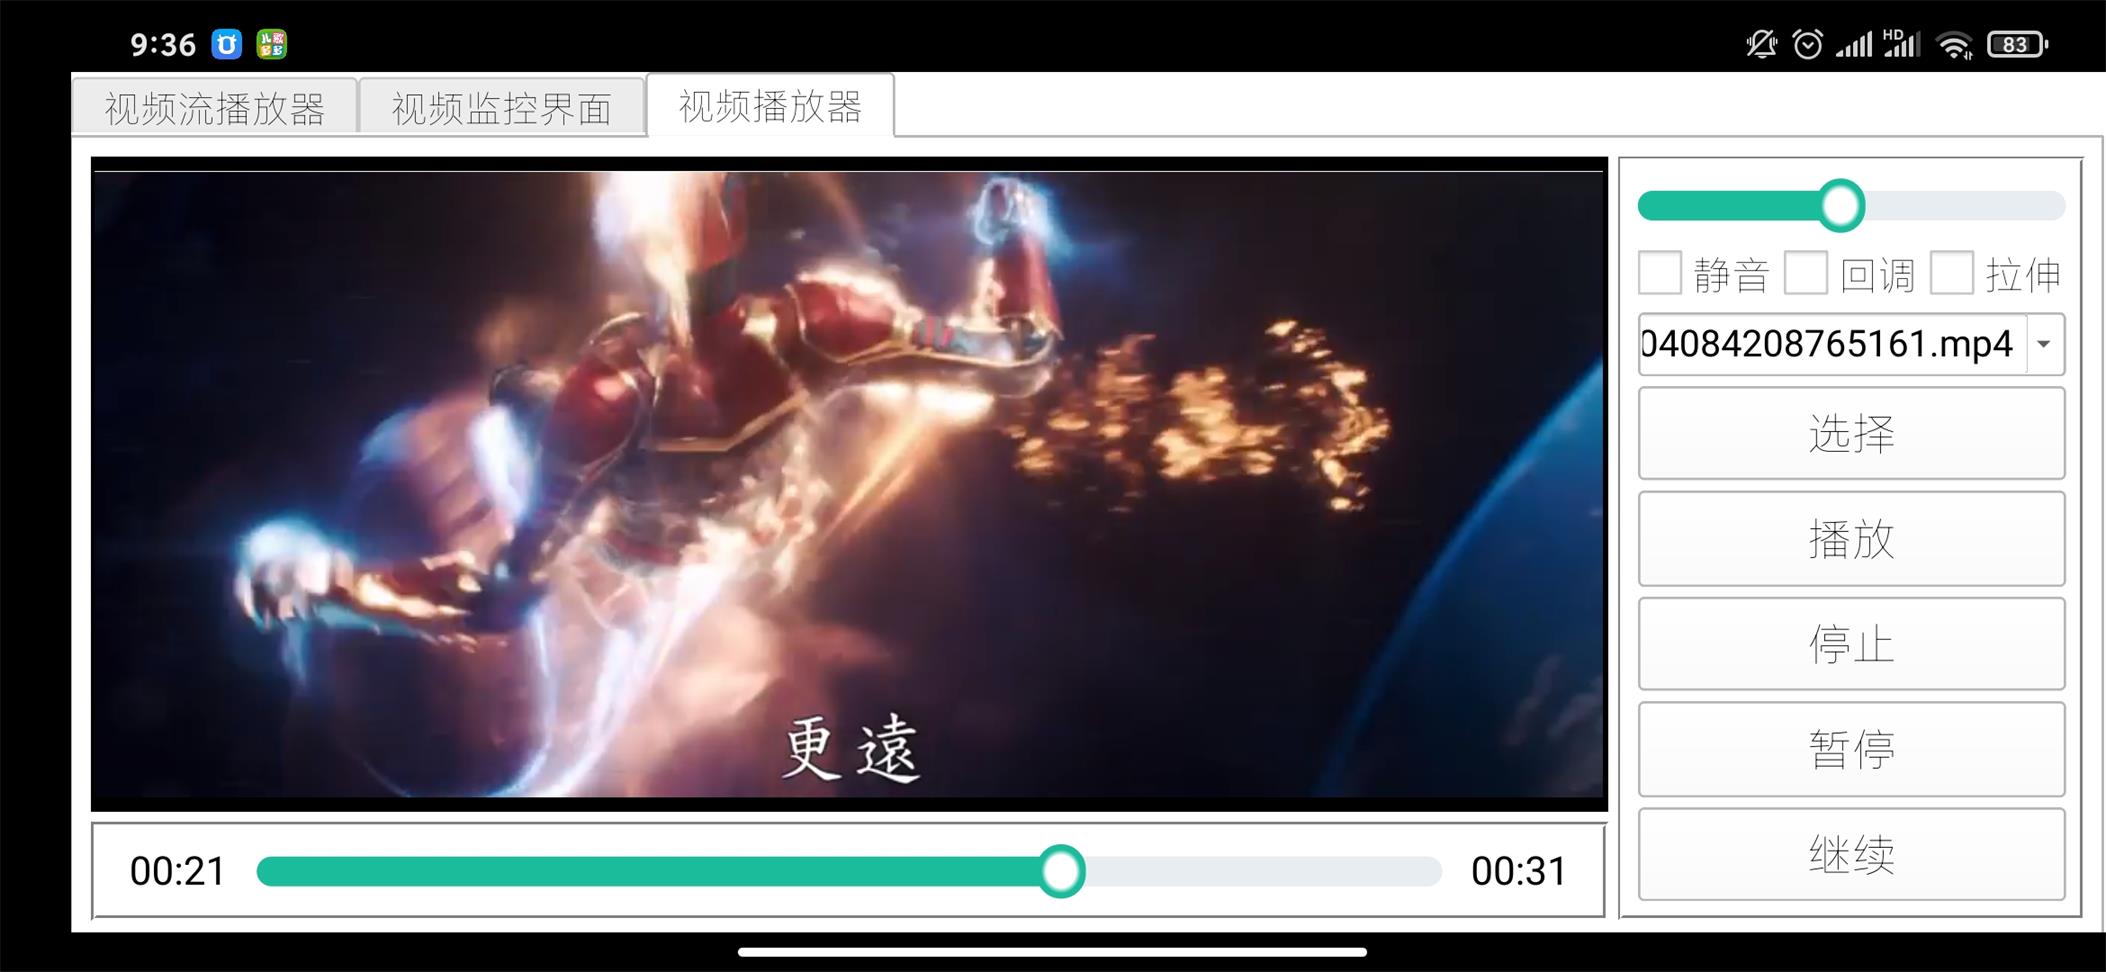 9:36
HD
83
视频流播放器 视频监控界面 视频播放器
静音 回调 拉伸
04084208765161.mp4
选择
播放
停止
暂停
继续
更遠
00:21 00:31